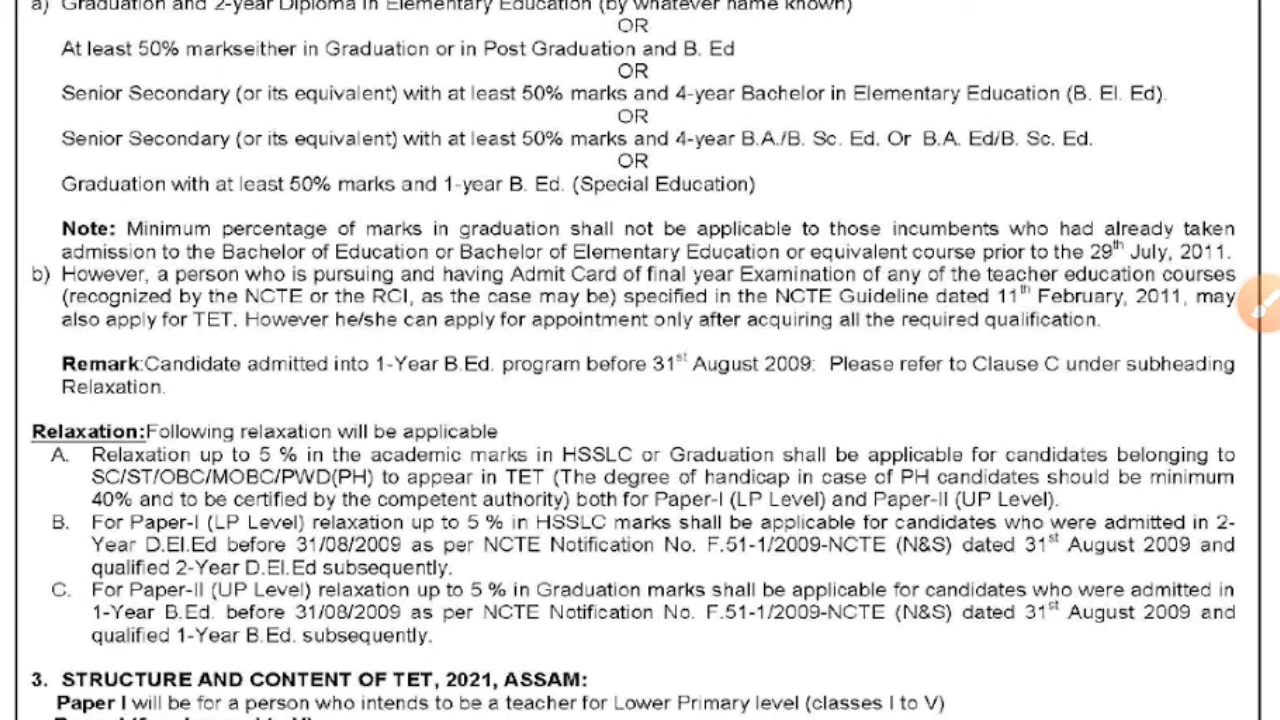 a) Graduation and 2-year Diploma in Elementary Education (by whatever name known)
OR
At least 50% markseither in Graduation or in Post Graduation and B. Ed
OR
Senior Secondary (or its equivalent) with at least 50% marks and 4-year Bachelor in Elementary Education (B. El. Ed).
OR
Senior Secondary (or its equivalent) with at least 50% marks and 4-year B.A./B. Sc. Ed. Or B.A. Ed/B. Sc. Ed.
OR
Graduation with at least 50% marks and 1-year B. Ed. (Special Education)
Note: Minimum percentage of marks in graduation shall not be applicable to those incumbents who had already taken
admission to the Bachelor of Education or Bachelor of Elementary Education or equivalent course prior to the 29th July, 2011.
b) However, a person who is pursuing and having Admit Card of final year Examination of any of the teacher education courses
(recognized by the NCTE or the RCI, as the case may be) specified in the NCTE Guideline dated 11th February, 2011, may
also apply for TET. However he/she can apply for appointment only after acquiring all the required qualification.
Remark:Candidate admitted into 1-Year B.Ed. program before 31st August 2009: Please refer to Clause C under subheading
Relaxation.
Relaxation:Following relaxation will be applicable
A. Relaxation up to 5 % in the academic marks in HSSLC or Graduation shall be applicable for candidates belonging to
SC/ST/OBC/MOBC/PWD(PH) to appear in TET (The degree of handicap in case of PH candidates should be minimum
40% and to be certified by the competent authority) both for Paper-I (LP Level) and Paper-II (UP Level).
B. For Paper-I (LP Level) relaxation up to 5 % in HSSLC marks shall be applicable for candidates who were admitted in 2-
Year D.El.Ed before 31/08/2009 as per NCTE Notification No. F.51-1/2009-NCTE (N&S) dated 31st August 2009 and
qualified 2-Year D.El.Ed subsequently.
C. For Paper-II (UP Level) relaxation up to 5 % in Graduation marks shall be applicable for candidates who were admitted in
1-Year B.Ed. before 31/08/2009 as per NCTE Notification No. F.51-1/2009-NCTE (N&S) dated 31st August 2009 and
qualified 1-Year B.Ed. subsequently.
3. STRUCTURE AND CONTENT OF TET, 2021, ASSAM:
Paper I will be for a person who intends to be a teacher for Lower Primary level (classes I to V)